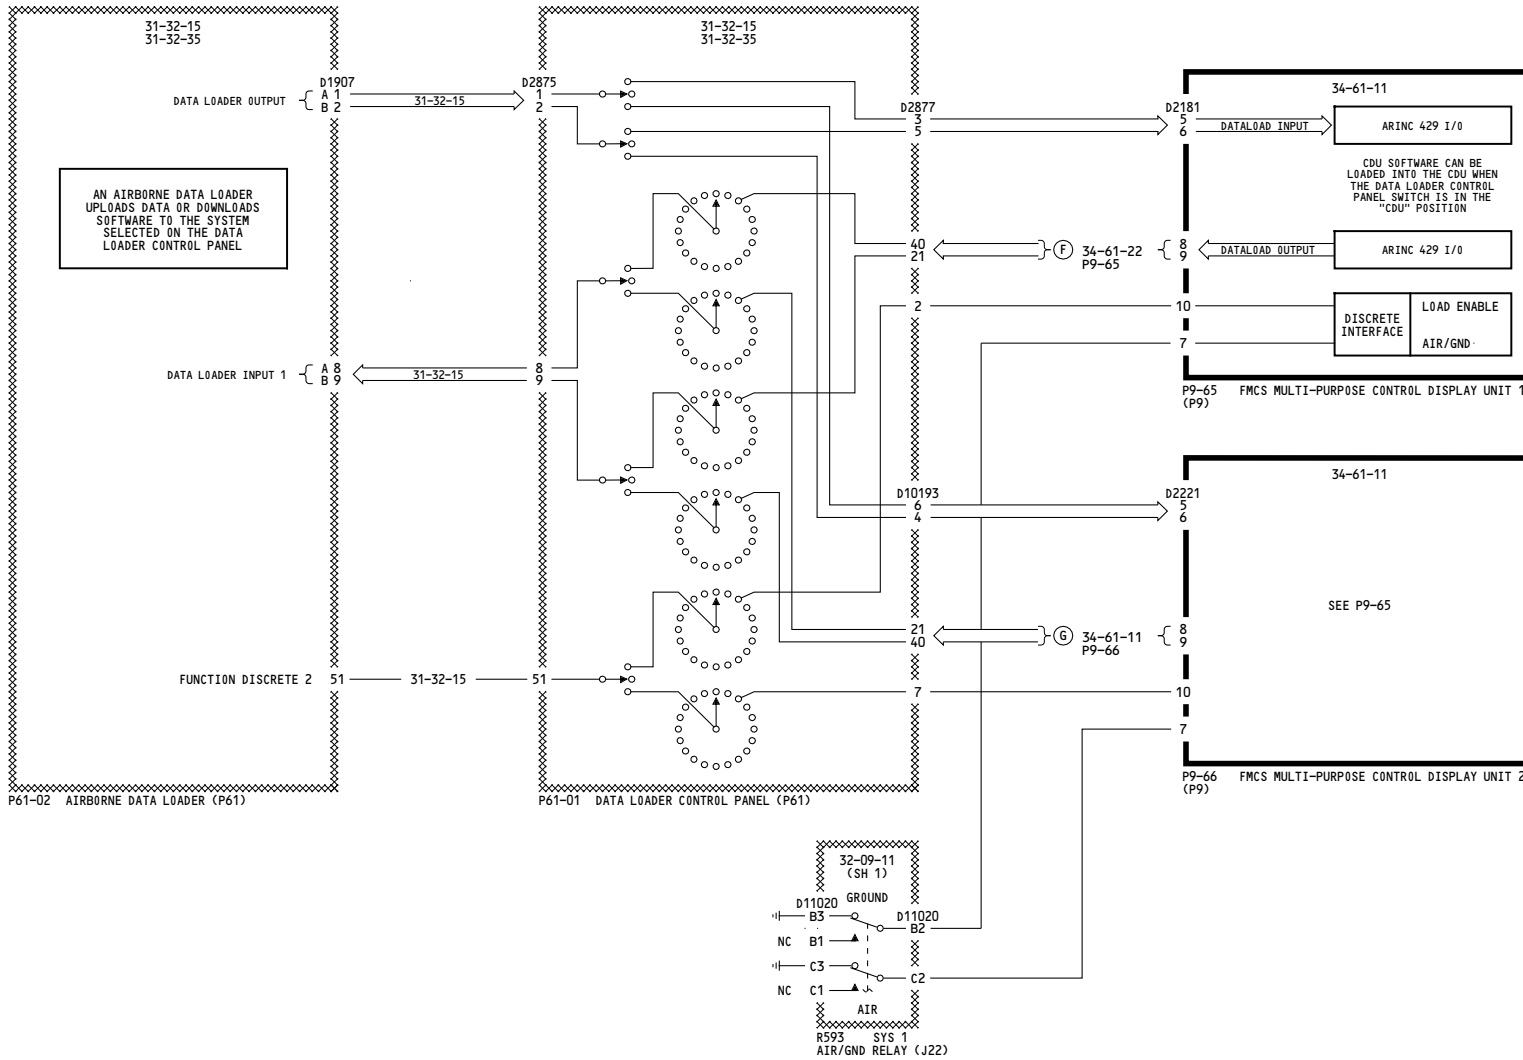 31-32-15
31-32-35
D1907
DATA LOADER OUTPUT
A 1
B 2
31-32-15
AN AIRBORNE DATA LOADER
UPLOADS DATA OR DOWNLOADS
SOFTWARE TO THE SYSTEM
SELECTED ON THE DATA
LOADER CONTROL PANEL
DATA LOADER INPUT 1
A 8
B 9
31-32-15
FUNCTION DISCRETE 2
51
31-32-15
P61-02 AIRBORNE DATA LOADER (P61)
31-32-15
31-32-35
D2875
1
2
8
9
51
D2877
3
5
40
21
2
D10193
6
4
21
40
7
P61-01 DATA LOADER CONTROL PANEL (P61)
F
34-61-22
P9-65
G
34-61-11
P9-66
34-61-11
D2181
5
6
DATALOAD INPUT
ARINC 429 I/O
CDU SOFTWARE CAN BE
LOADED INTO THE CDU WHEN
THE DATA LOADER CONTROL
PANEL SWITCH IS IN THE
"CDU" POSITION
8
9
DATALOAD OUTPUT
ARINC 429 I/O
10
7
DISCRETE
INTERFACE
LOAD ENABLE
AIR/GND
P9-65 FMCS MULTI-PURPOSE CONTROL DISPLAY UNIT 1
(P9)
34-61-11
D2221
5
6
SEE P9-65
8
9
10
7
P9-66 FMCS MULTI-PURPOSE CONTROL DISPLAY UNIT 2
(P9)
32-09-11
(SH 1)
GROUND
D11020
B3
NC B1
C3
NC C1
D11020
B2
C2
AIR
R593 SYS 1
AIR/GND RELAY (J22)